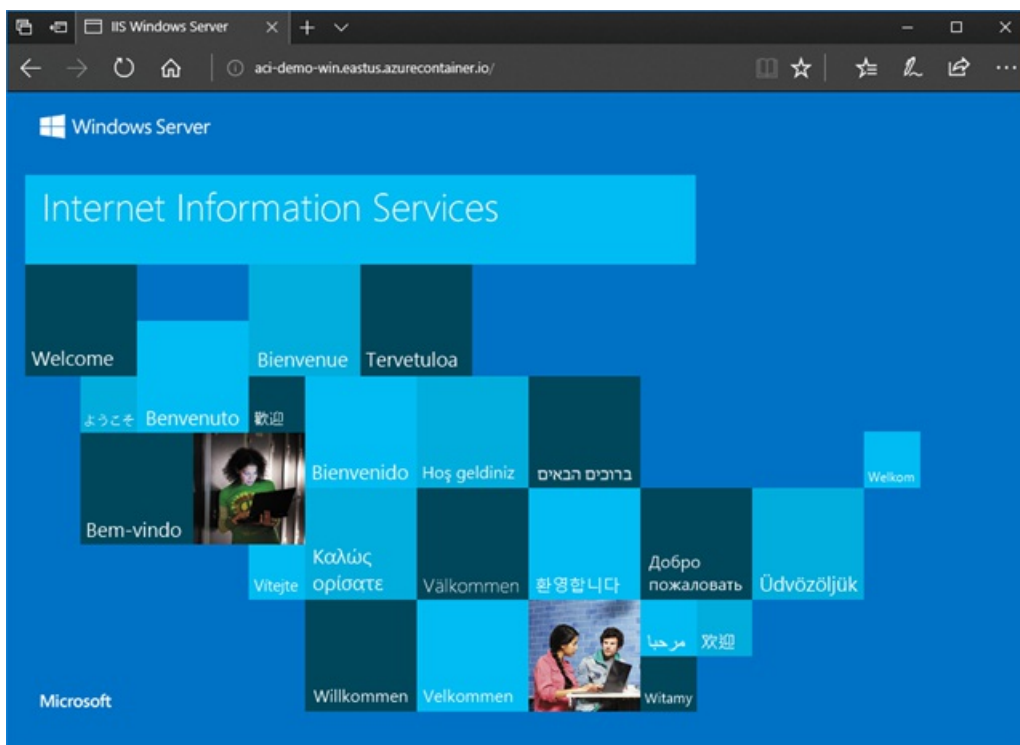 IIS Windows Server
aci-demo-win.eastus.azurecontainer.io/
Windows Server
Internet Information Services
Welcome
Bienvenue
Tervetuloa
ようこそ
Benvenuto
歡迎
Bienvenido
Hoş geldiniz
ברוכים הבאים
Welkom
Bem-vindo
Vítejte
Καλώς
ορίσατε
Välkommen
환영합니다
Добро
пожаловать
Üdvözöljük
مرحبا
欢迎
Willkommen
Velkommen
Witamy
Microsoft